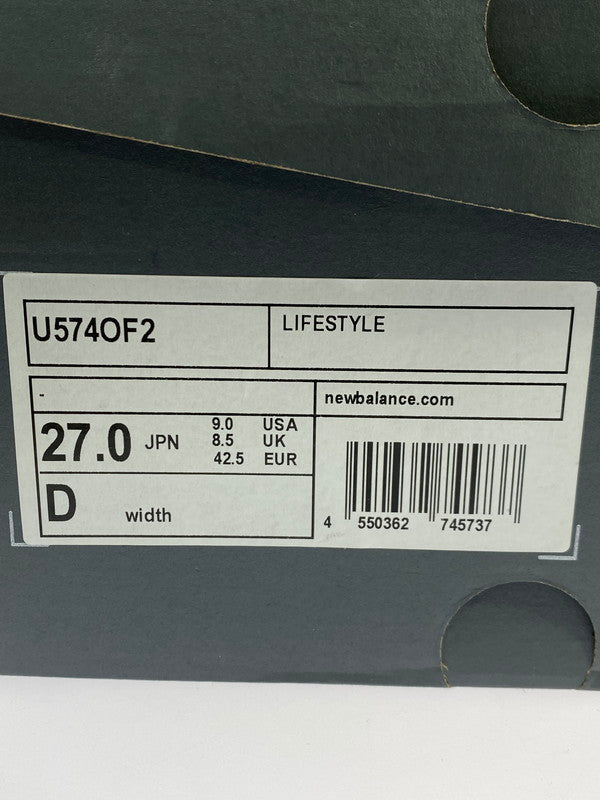 U574OF2
LIFESTYLE
-
newbalance.com
27.0 JPN
9.0 USA
8.5 UK
42.5 EUR
D width
4 550362 745737